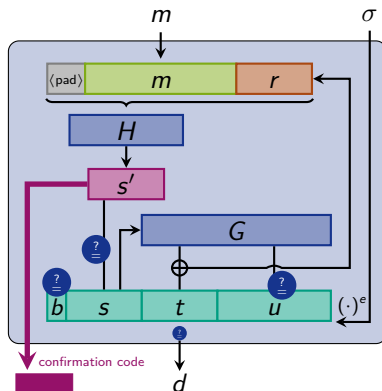 m σ
⟨pad⟩ m r
H
s′
G
?
=
?
=
?
=
b s t u (·)ᵉ
?
=
confirmation code
d